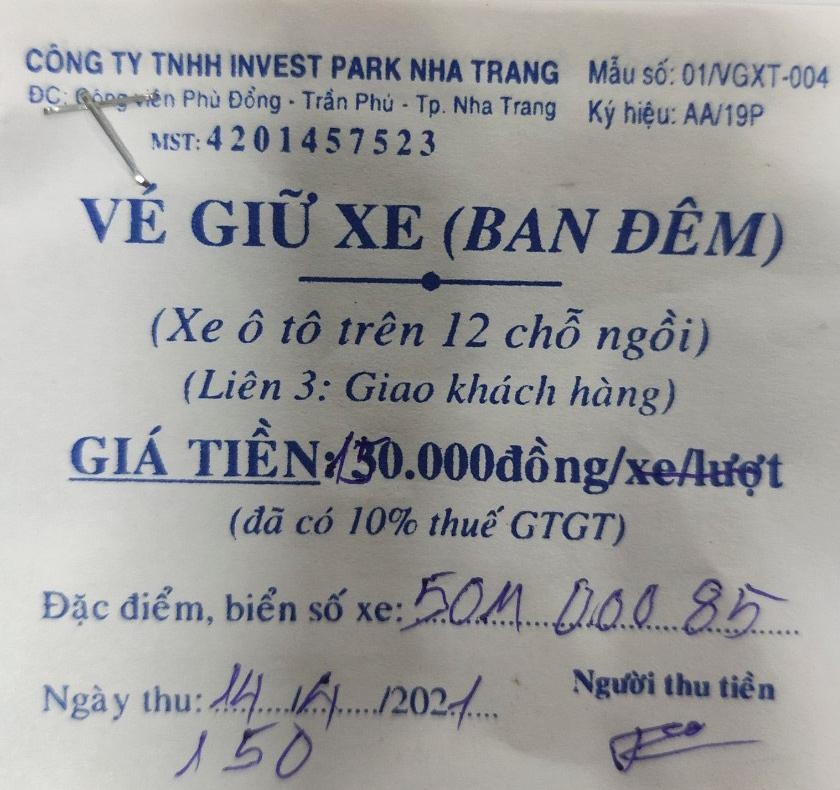 CÔNG TY TNHH INVEST PARK NHA TRANG
Mẫu số: 01/VGXT-004
ĐC: Công viên Phù Đổng - Trần Phú - Tp. Nha Trang
Ký hiệu: AA/19P
MST: 4201457523
VÉ GIỮ XE (BAN ĐÊM)
(Xe ô tô trên 12 chỗ ngồi)
(Liên 3: Giao khách hàng)
GIÁ TIỀN: 150.000đồng/xe/lượt
(đã có 10% thuế GTGT)
Đặc điểm, biển số xe: 50M 000 85
Ngày thu: 14/4/2021
Người thu tiền
150